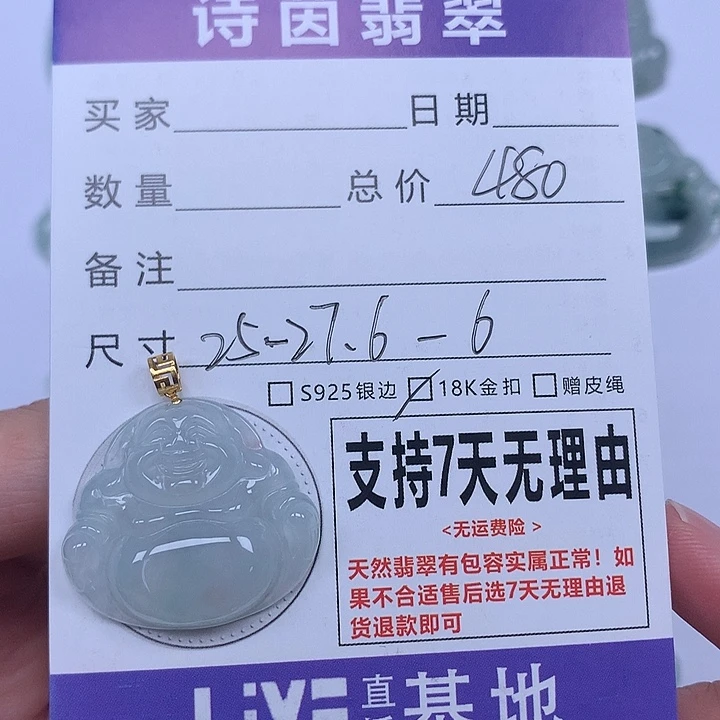 诗茵翡翠
买家 日期
数量 总价 480
备注
尺寸 25-27.6-6
S925银边 18K金扣 赠皮绳
支持7天无理由
<无运费险>
天然翡翠有包容实属正常！如
果不合适售后选7天无理由退
货退款即可
LIVE 直播基地